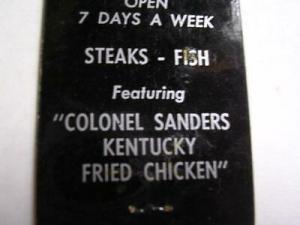 OPEN
7 DAYS A WEEK
STEAKS - FISH
Featuring
"COLONEL SANDERS
KENTUCKY
FRIED CHICKEN"